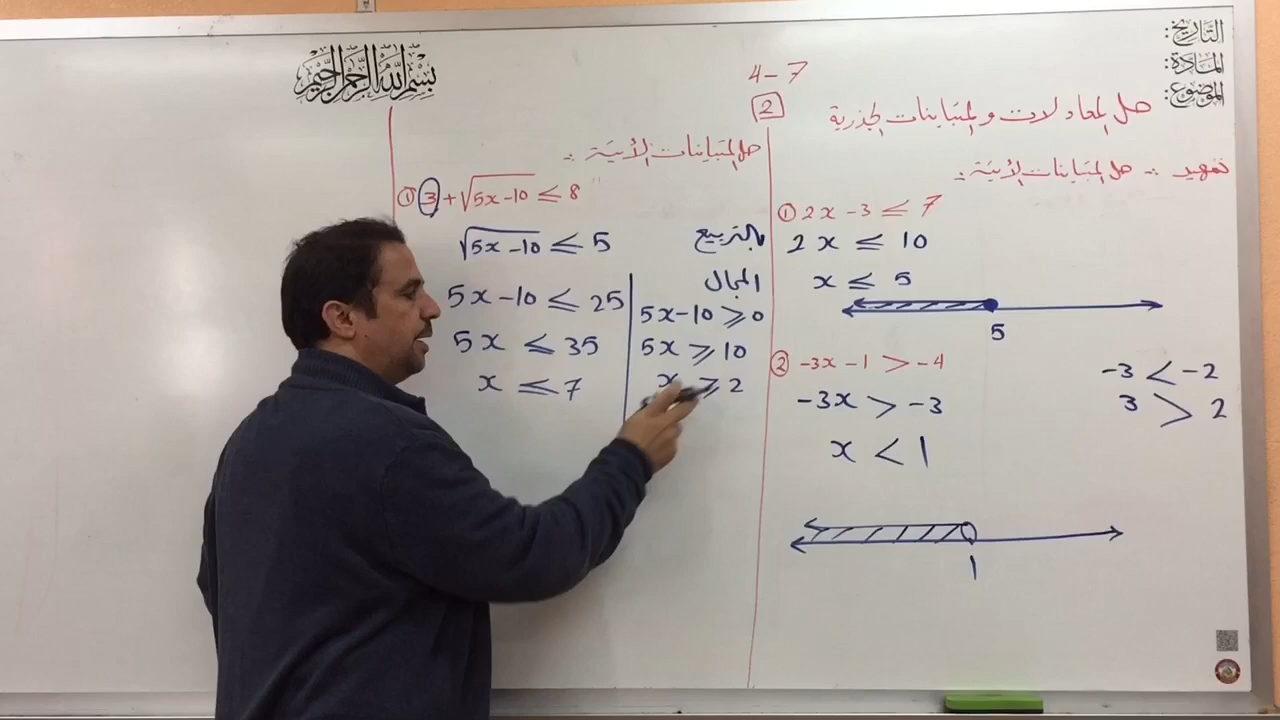 بسم الله الرحمن الرحيم
التاريخ:
المادة:
الموضوع:
4-7
حل المعادلات و المتباينات الجذرية
تمهيد :- حل المتباينات الآتية :-
① 2x - 3 ≤ 7
2x ≤ 10
x ≤ 5
5
② -3x - 1 > -4
-3x > -3
x < 1
1
-3 < -2
3 > 2
2
حل المتباينات الآتية :-
① 3 + √(5x-10) ≤ 8
√(5x-10) ≤ 5
بالتربيع
5x-10 ≤ 25
5x ≤ 35
x ≤ 7
المجال
5x-10 ≥ 0
5x ≥ 10
x ≥ 2